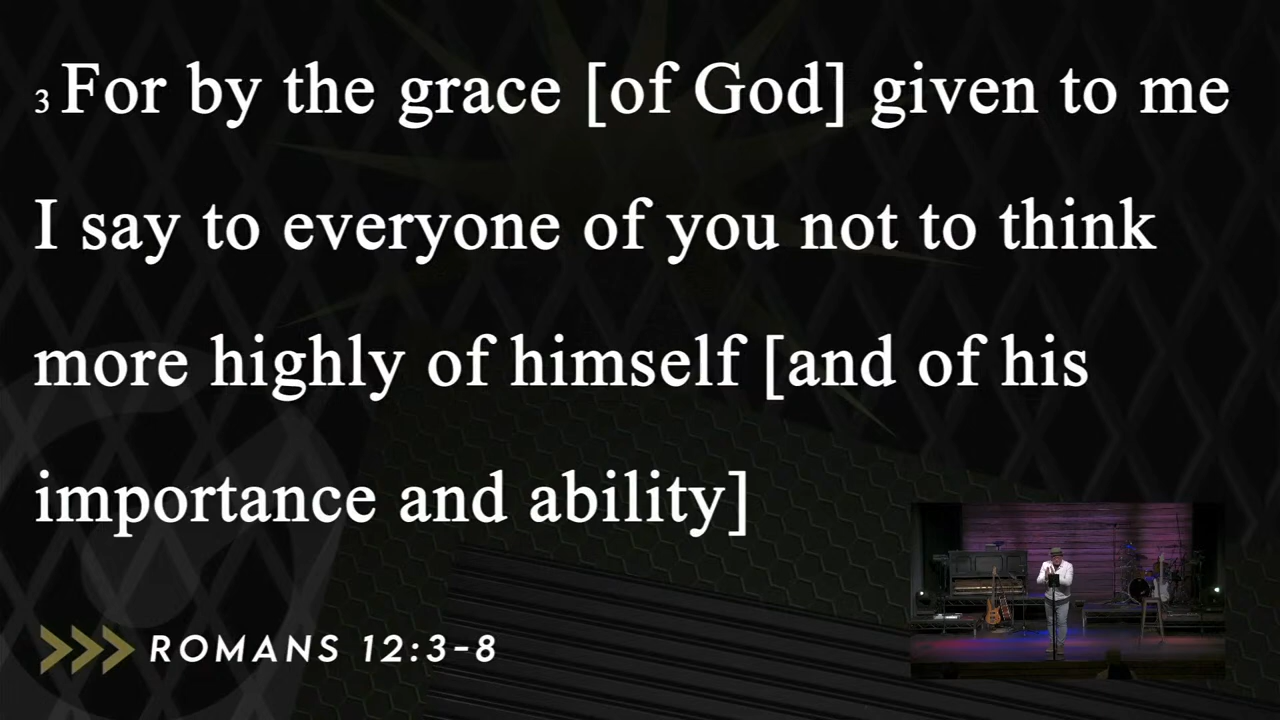 3 For by the grace [of God] given to me
I say to everyone of you not to think
more highly of himself [and of his
importance and ability]
>>> ROMANS 12:3-8